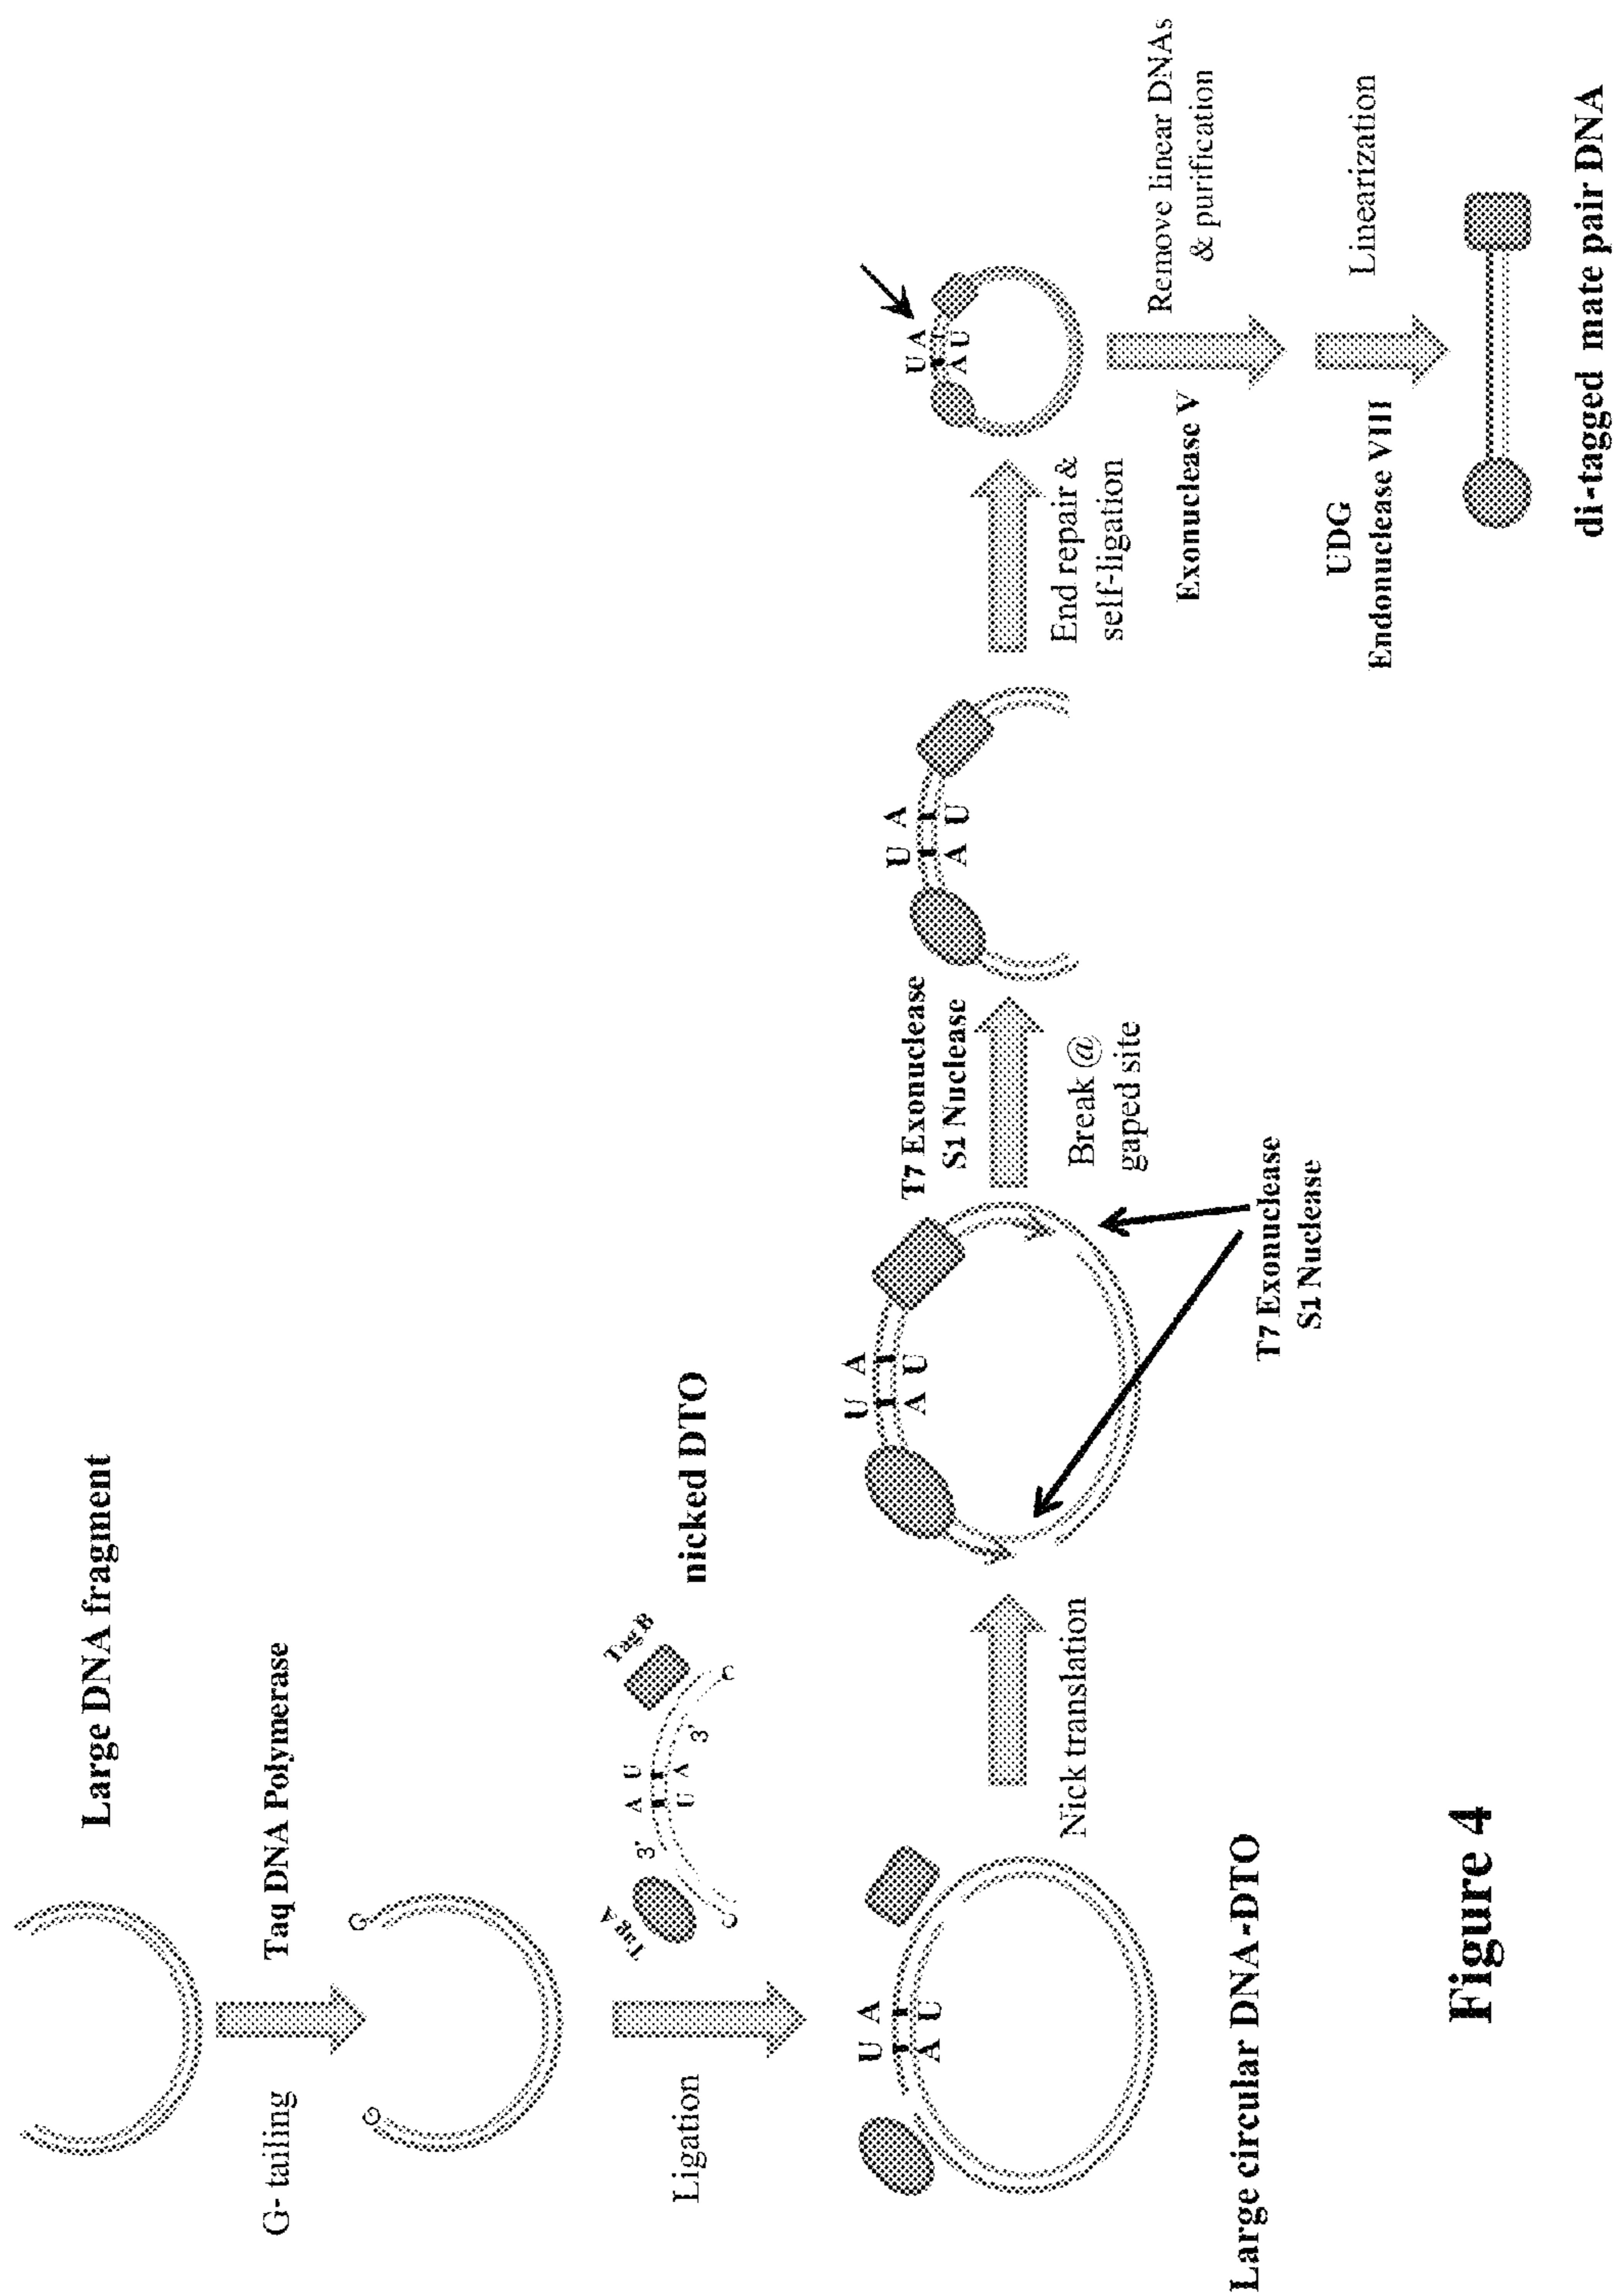 Large DNA fragment
G- tailing
Taq DNA Polymerase
G
G
Ligation
Tag A
3'
A U
U A
3'
Tag B
C
C
nicked DTO
U A
A U
Large circular DNA-DTO
Nick translation
U A
A U
T7 Exonuclease
S1 Nuclease
T7 Exonuclease
S1 Nuclease
Break @
gaped site
U A
A U
End repair &
self-ligation
U A
A U
Exonuclease V
Remove linear DNAs
& purification
UDG
Endonuclease VIII
Linearization
di-tagged mate pair DNA
Figure 4